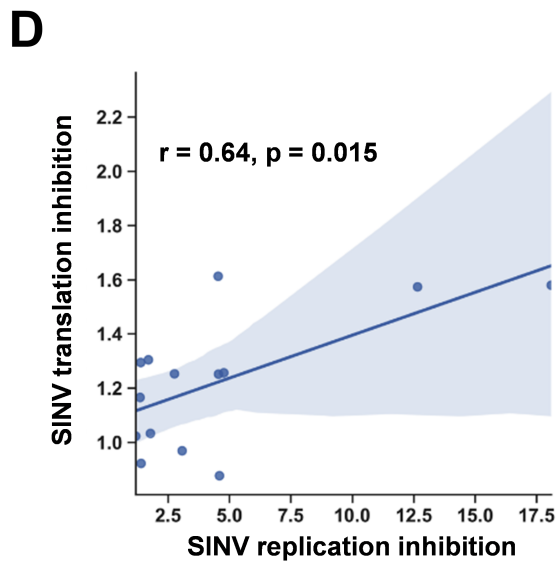 D
r = 0.64, p = 0.015
SINV translation inhibition
2.2
2.0
1.8
1.6
1.4
1.2
1.0
2.5 5.0 7.5 10.0 12.5 15.0 17.5
SINV replication inhibition